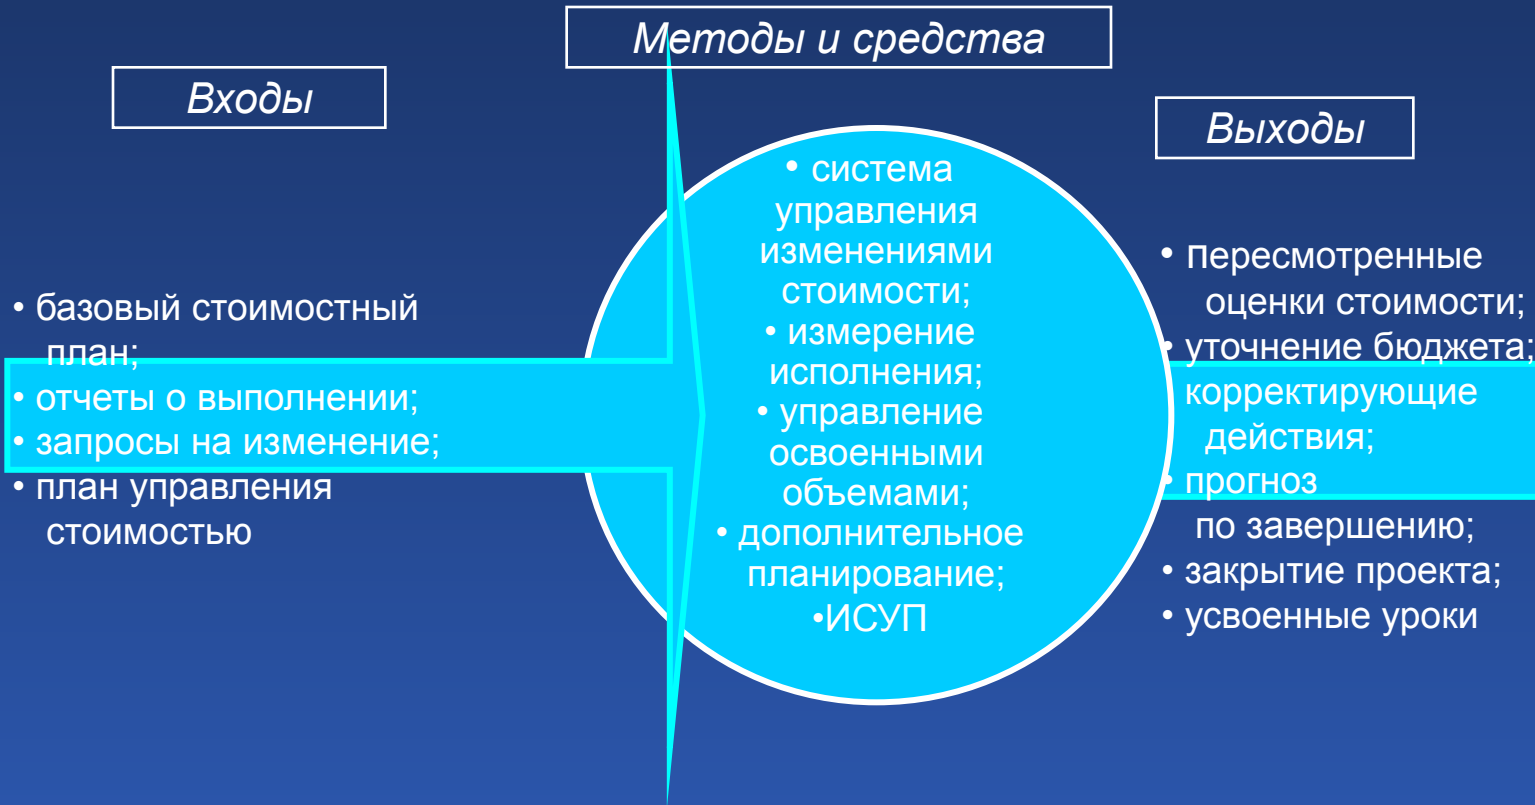 Методы и средства
Входы
Выходы
• базовый стоимостный
план;
• отчеты о выполнении;
• запросы на изменение;
• план управления
стоимостью
• система
управления
изменениями
стоимости;
• измерение
исполнения;
• управление
освоенными
объемами;
• дополнительное
планирование;
•ИСУП
• пересмотренные
оценки стоимости;
• уточнение бюджета;
корректирующие
действия;
• прогноз
по завершению;
• закрытие проекта;
• усвоенные уроки